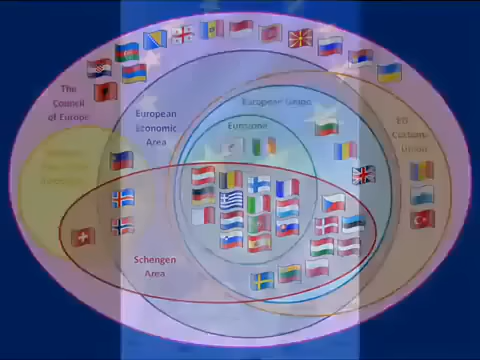 The
Council
of Europe
European
Economic
Area
European Union
Eurozone
EU
Customs
Union
Schengen
Area